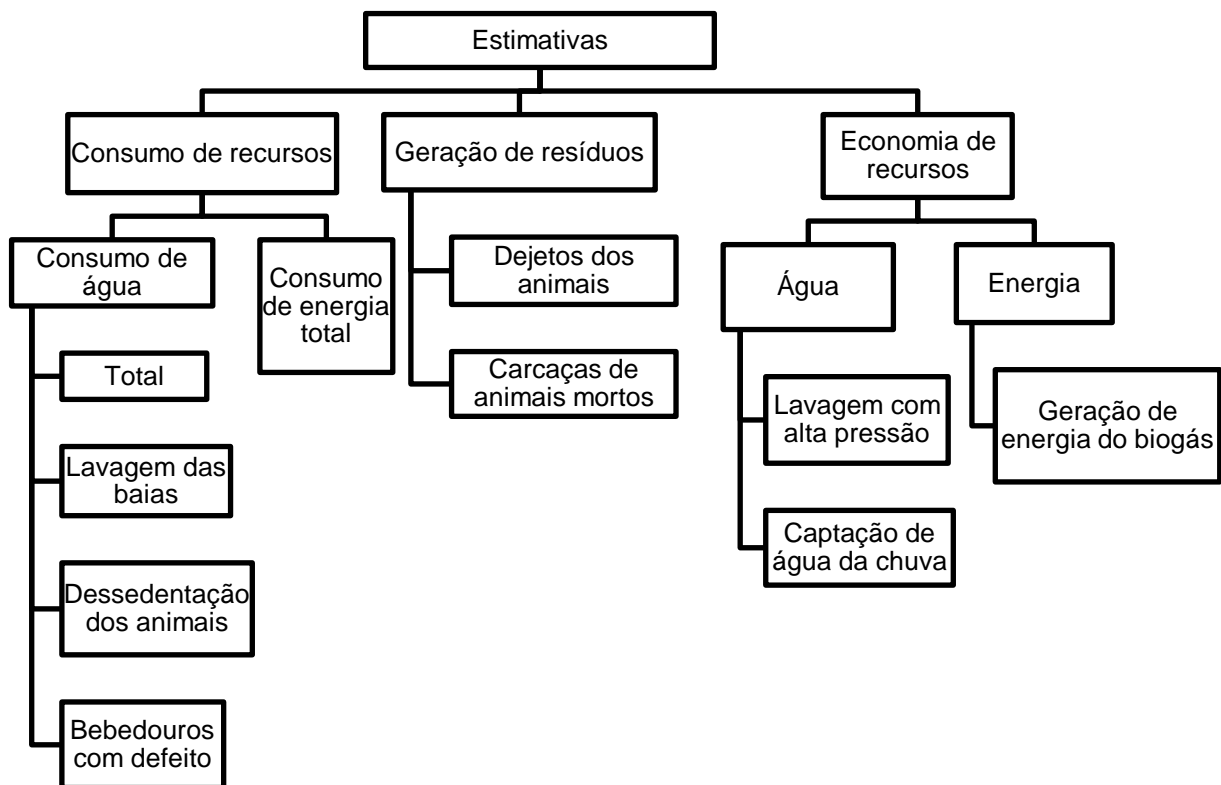 Estimativas
Consumo de recursos
Geração de resíduos
Economia de
recursos
Consumo de
água
Consumo
de energia
total
Total
Lavagem das
baias
Dessedentação
dos animais
Bebedouros
com defeito
Dejetos dos
animais
Carcaças de
animais mortos
Água
Energia
Lavagem com
alta pressão
Captação de
água da chuva
Geração de
energia do biogás